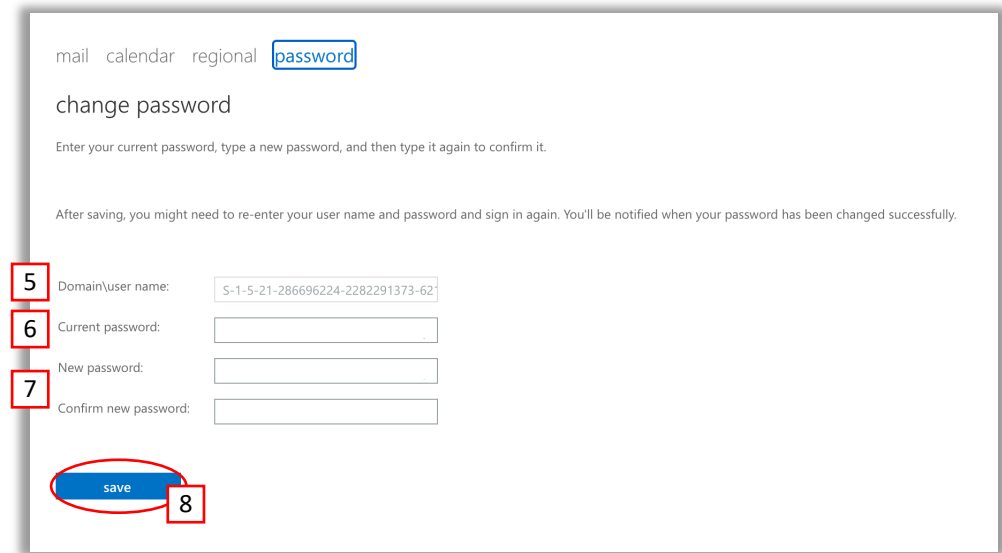 mail calendar regional password
change password
Enter your current password, type a new password, and then type it again to confirm it.
After saving, you might need to re-enter your user name and password and sign in again. You'll be notified when your password has been changed successfully.
5 Domain\user name: S-1-5-21-286696224-2282291373-621
6 Current password:
New password:
7
Confirm new password:
save
8